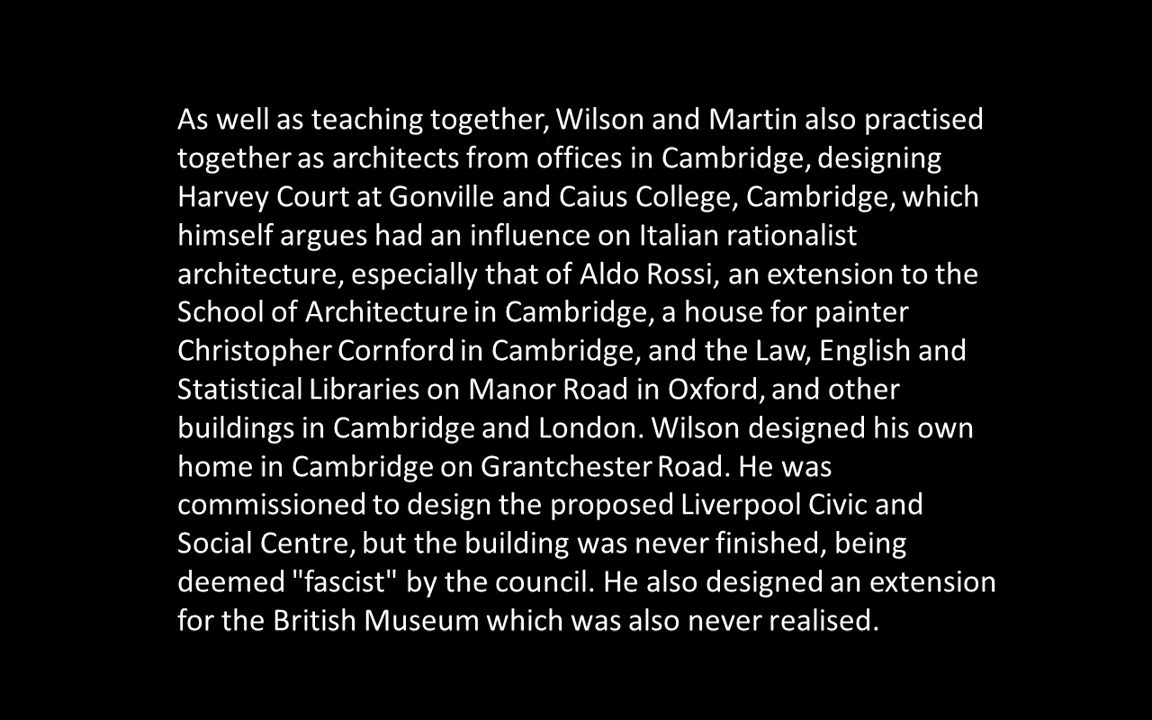 As well as teaching together, Wilson and Martin also practised
together as architects from offices in Cambridge, designing
Harvey Court at Gonville and Caius College, Cambridge, which
himself argues had an influence on Italian rationalist
architecture, especially that of Aldo Rossi, an extension to the
School of Architecture in Cambridge, a house for painter
Christopher Cornford in Cambridge, and the Law, English and
Statistical Libraries on Manor Road in Oxford, and other
buildings in Cambridge and London. Wilson designed his own
home in Cambridge on Grantchester Road. He was
commissioned to design the proposed Liverpool Civic and
Social Centre, but the building was never finished, being
deemed "fascist" by the council. He also designed an extension
for the British Museum which was also never realised.